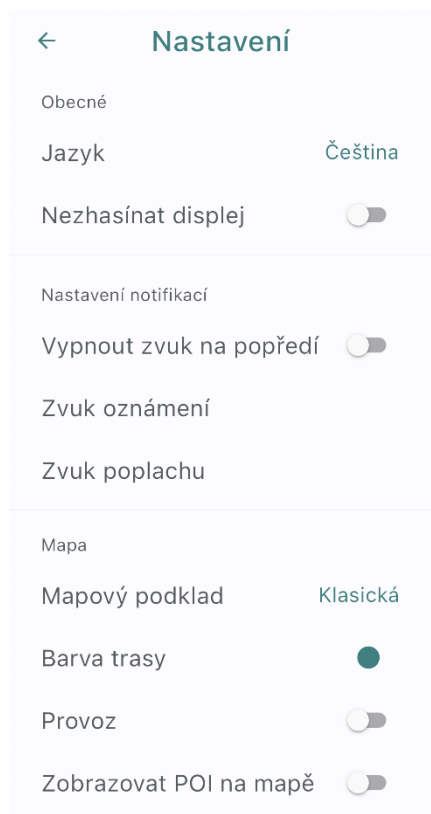 Nastavení
Obecné
Jazyk Čeština
Nezhasínat displej
Nastavení notifikací
Vypnout zvuk na popředí
Zvuk oznámení
Zvuk poplachu
Mapa
Mapový podklad Klasická
Barva trasy
Provoz
Zobrazovat POI na mapě